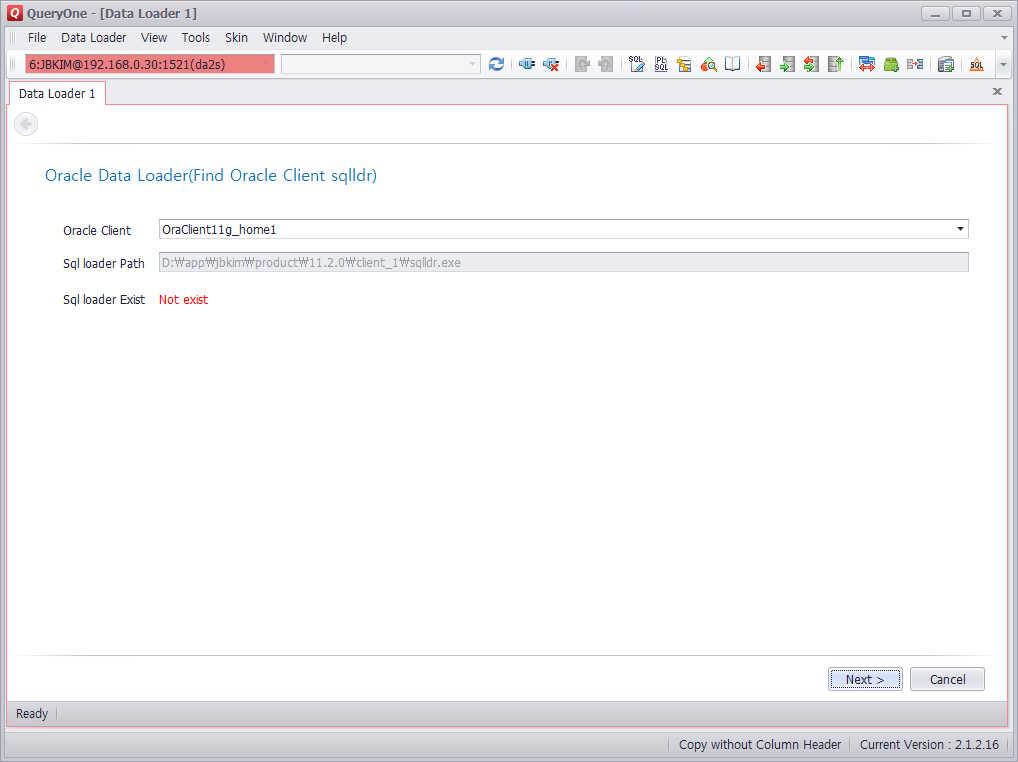 QueryOne - [Data Loader 1]
File Data Loader View Tools Skin Window Help
6:JBKIM@192.168.0.30:1521(da2s)
SQL PL SQL SQL
Data Loader 1
Oracle Data Loader(Find Oracle Client sqlldr)
Oracle Client OraClient11g_home1
Sql loader Path D:₩app₩jbkim₩product₩11.2.0₩client_1₩sqlldr.exe
Sql loader Exist Not exist
Next > Cancel
Ready
Copy without Column Header Current Version : 2.1.2.16